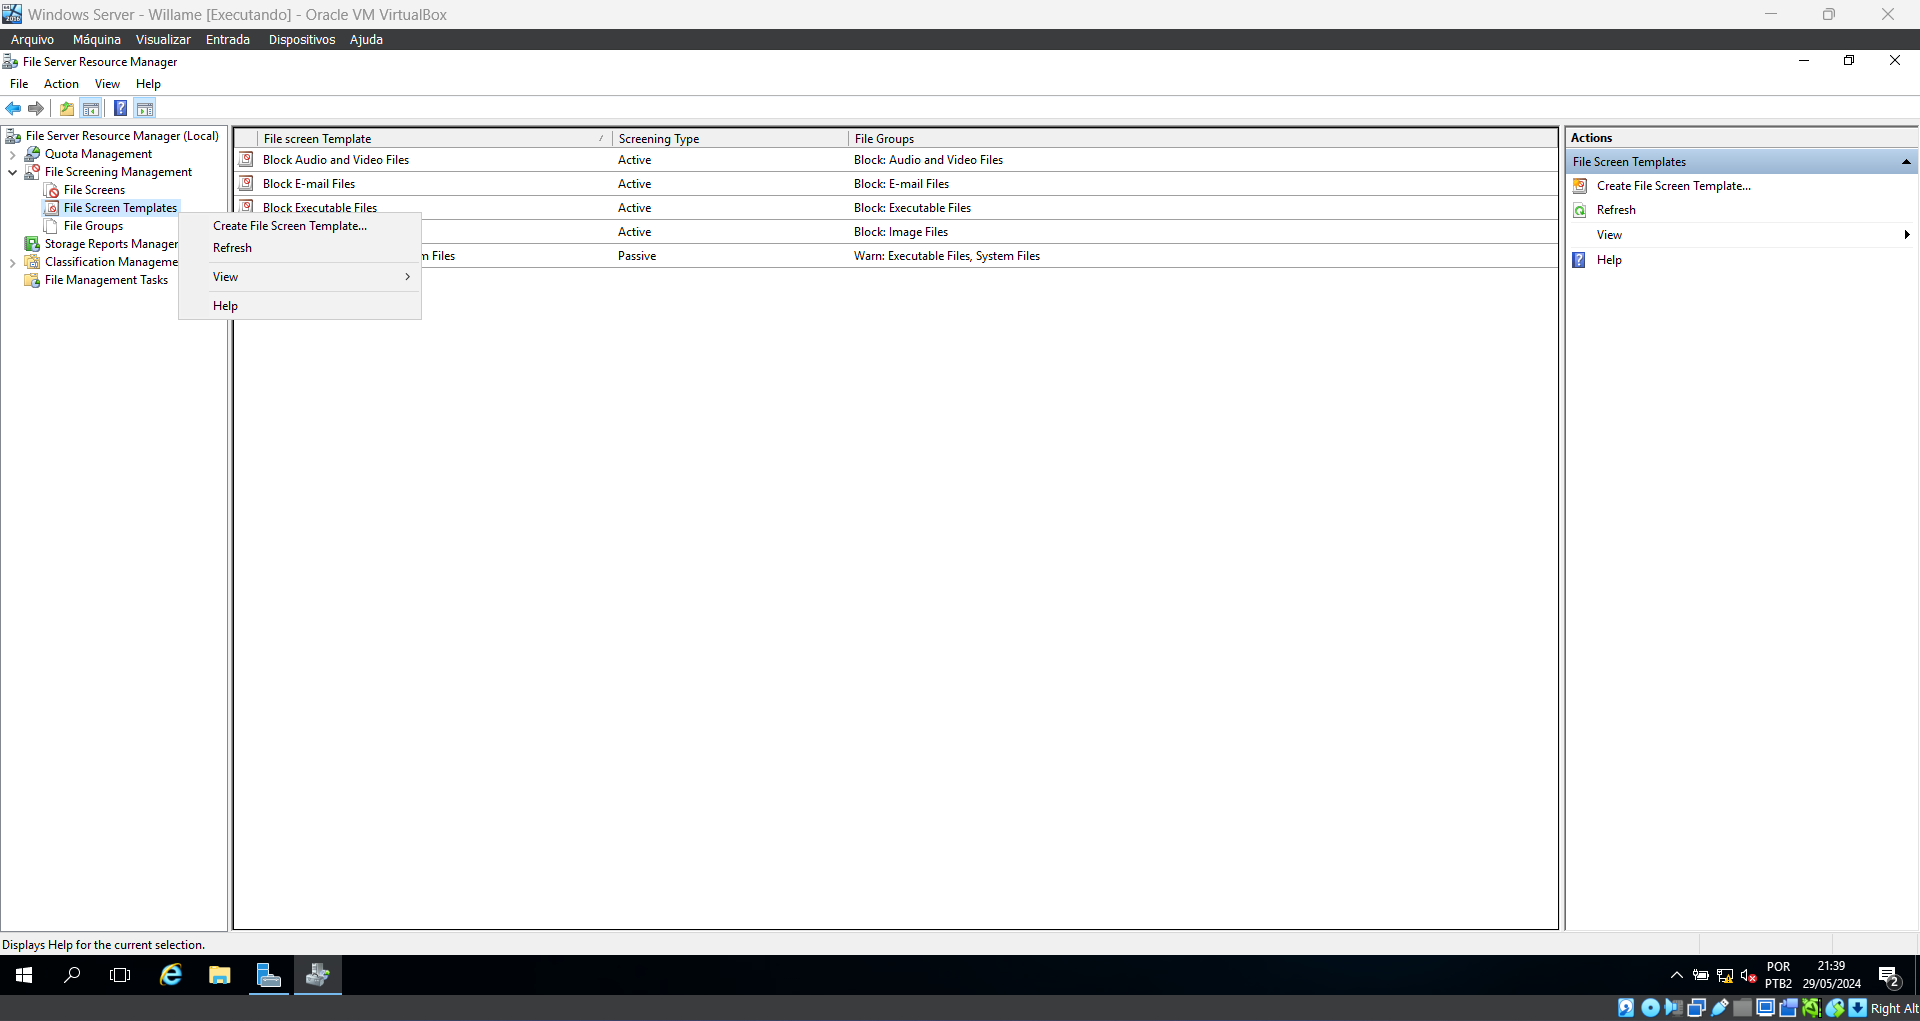 Windows Server - Willame [Executando] - Oracle VM VirtualBox
Arquivo Máquina Visualizar Entrada Dispositivos Ajuda
File Server Resource Manager
File Action View Help
File Server Resource Manager (Local)
Quota Management
File Screening Management
File Screens
File Screen Templates
File Groups
Storage Reports Manager
Classification Manageme
File Management Tasks
Create File Screen Template...
Refresh
View
Help
File screen Template Screening Type File Groups
Block Audio and Video Files Active Block: Audio and Video Files
Block E-mail Files Active Block: E-mail Files
Block Executable Files Active Block: Executable Files
Active Block: Image Files
m Files Passive Warn: Executable Files, System Files
Actions
File Screen Templates
Create File Screen Template...
Refresh
View
Help
Displays Help for the current selection.
POR
PTB2
21:39
29/05/2024
2
Right Alt